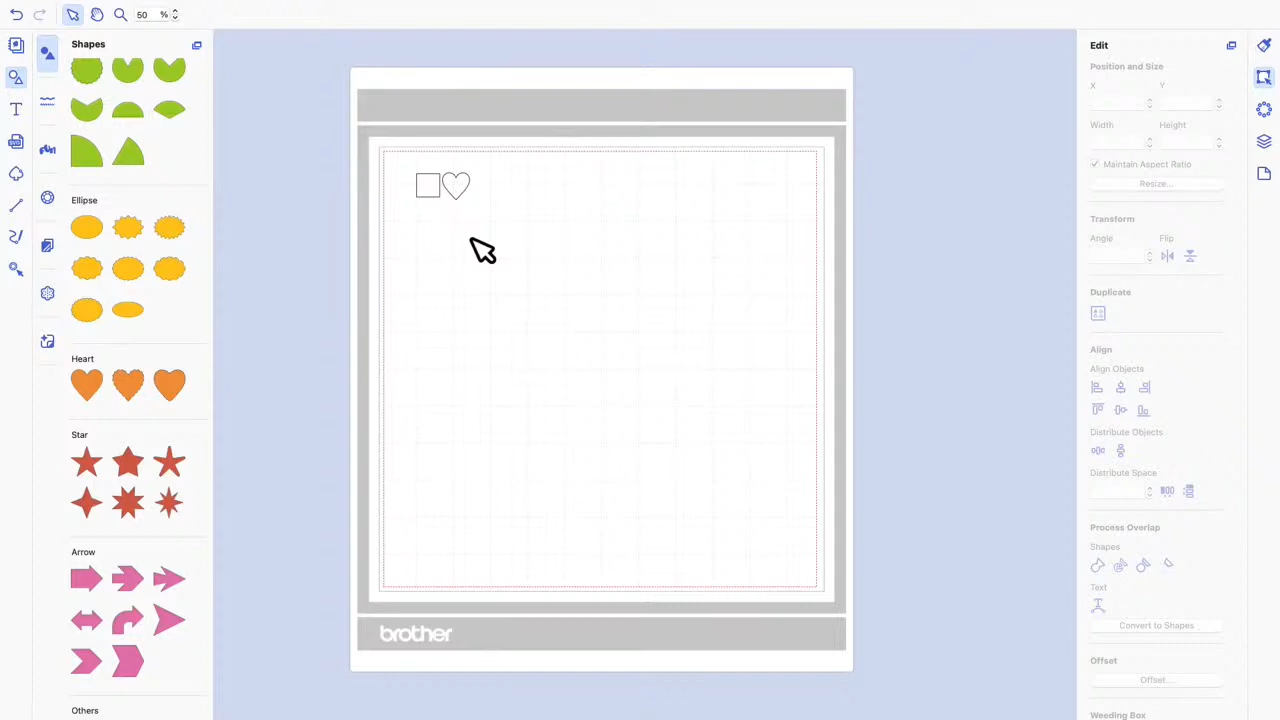 50 %
Shapes
Ellipse
Heart
Star
Arrow
Others
brother
Edit
Position and Size
X Y
Width Height
Maintain Aspect Ratio
Resize...
Transform
Angle Flip
Duplicate
Align
Align Objects
Distribute Objects
Distribute Space
Process Overlap
Shapes
Text
Convert to Shapes
Offset
Offset...
Weeding Box